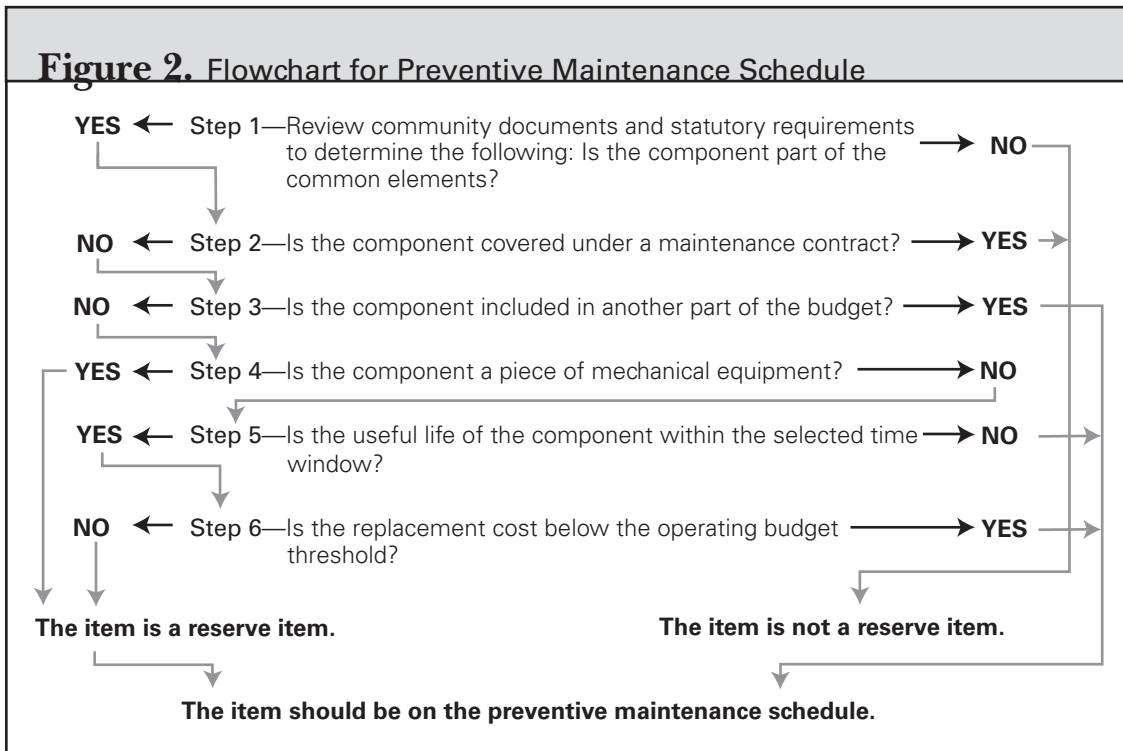 Figure 2. Flowchart for Preventive Maintenance Schedule
YES Step 1—Review community documents and statutory requirements
to determine the following: Is the component part of the
common elements?
NO
NO Step 2—Is the component covered under a maintenance contract? YES
NO Step 3—Is the component included in another part of the budget? YES
YES Step 4—Is the component a piece of mechanical equipment? NO
YES Step 5—Is the useful life of the component within the selected time NO
window?
NO Step 6—Is the replacement cost below the operating budget YES
threshold?
The item is a reserve item. The item is not a reserve item.
The item should be on the preventive maintenance schedule.